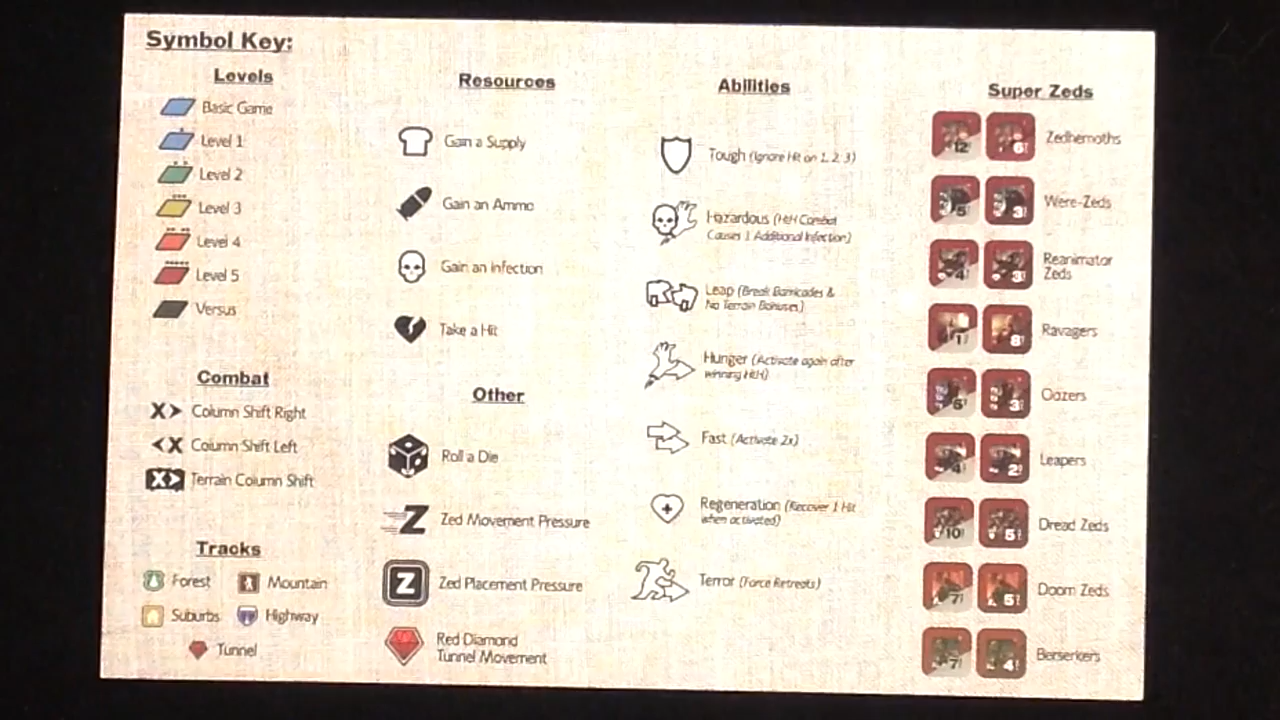 Symbol Key:
Levels
Basic Game
Level 1
Level 2
Level 3
Level 4
Level 5
Versus
Combat
Column Shift Right
Column Shift Left
Terrain Column Shift
Tracks
Forest
Mountain
Suburbs
Highway
Tunnel
Resources
Gain a Supply
Gain an Ammo
Gain an Infection
Take a Hit
Other
Roll a Die
Z Zed Movement Pressure
Z Zed Placement Pressure
Red Diamond
Tunnel Movement
Abilities
Tough (Ignore Hit on 1, 2, 3)
Hazardous (HtH Combat
Causes 1 Additional Infection)
Leap (Break Barricades &
No Terrain Bonuses)
Hunger (Activate again after
winning HtH)
Fast (Activate 2x)
Regeneration (Recover 1 Hit
when activated)
Terror (Force Retreats)
Super Zeds
12 6 Zedhemoths
5 3 Were-Zeds
4 3 Reanimator
Zeds
1 8 Ravagers
5 3 Oozers
4 2 Leapers
10 5 Dread Zeds
7 Doom Zeds
7 4 Berserkers